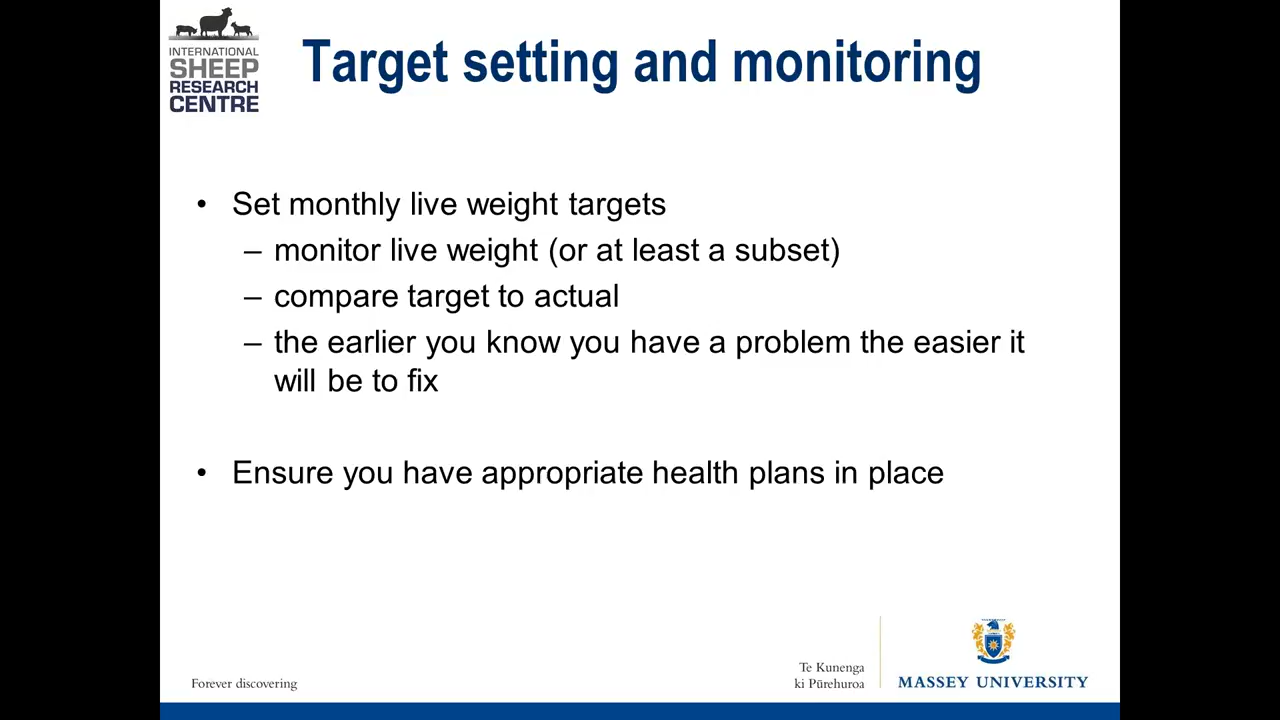 INTERNATIONAL
SHEEP
RESEARCH
CENTRE
Target setting and monitoring
• Set monthly live weight targets
– monitor live weight (or at least a subset)
– compare target to actual
– the earlier you know you have a problem the easier it
will be to fix
• Ensure you have appropriate health plans in place
Forever discovering
Te Kunenga
ki Pūrehuroa
MASSEY UNIVERSITY